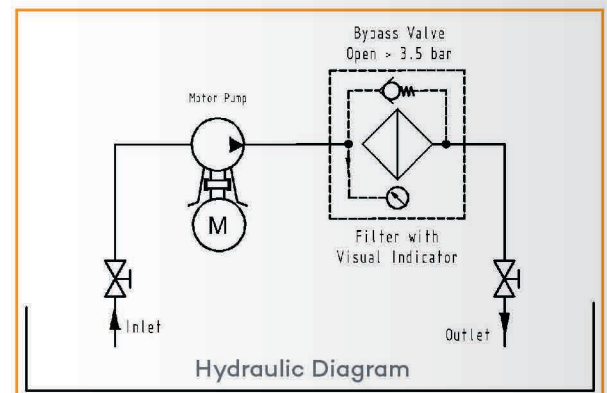 Bypass Valve
Open > 3.5 bar
Motor Pump
M
Filter with
Visual Indicator
Inlet
Outlet
Hydraulic Diagram